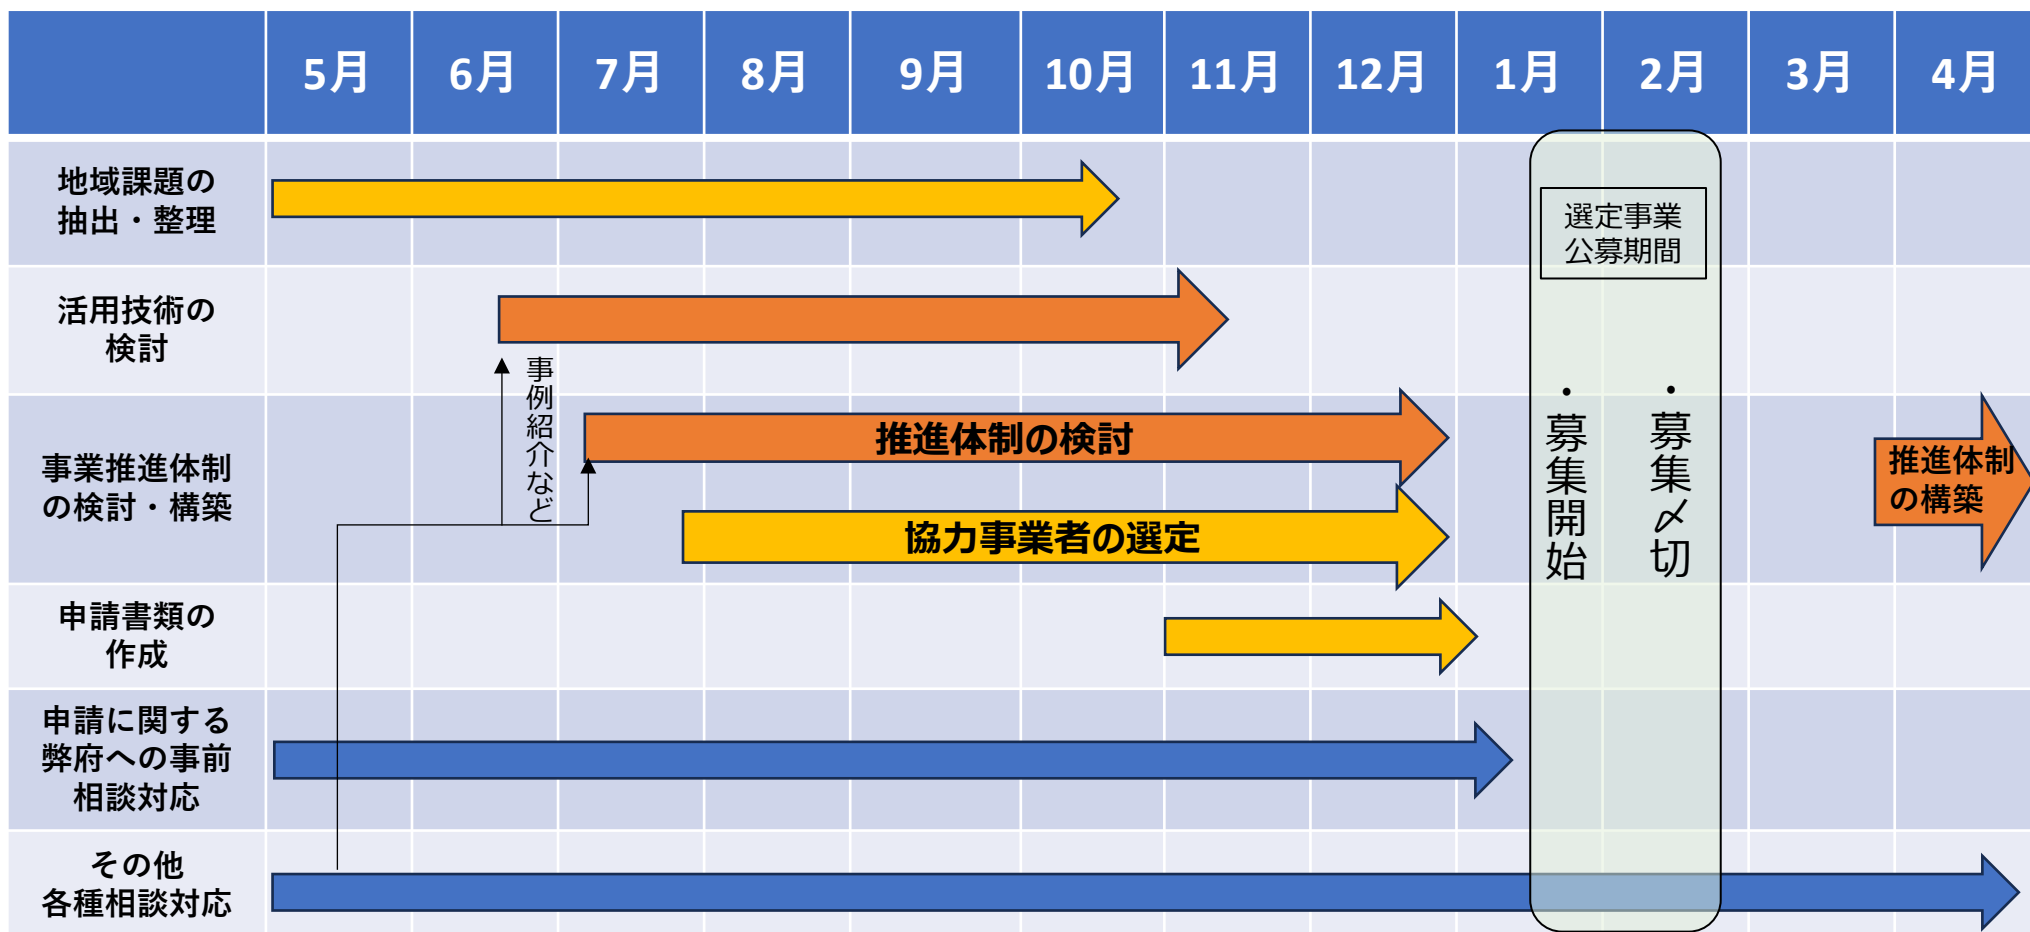 5月
6月
7月
8月
9月
10月
11月
12月
1月
2月
3月
4月
地域課題の
抽出・整理
選定事業
公募期間
活用技術の
検討
事例紹介など
・募集開始
・募集〆切
事業推進体制
の検討・構築
推進体制の検討
協力事業者の選定
推進体制
の構築
申請書類の
作成
申請に関する
弊府への事前
相談対応
その他
各種相談対応